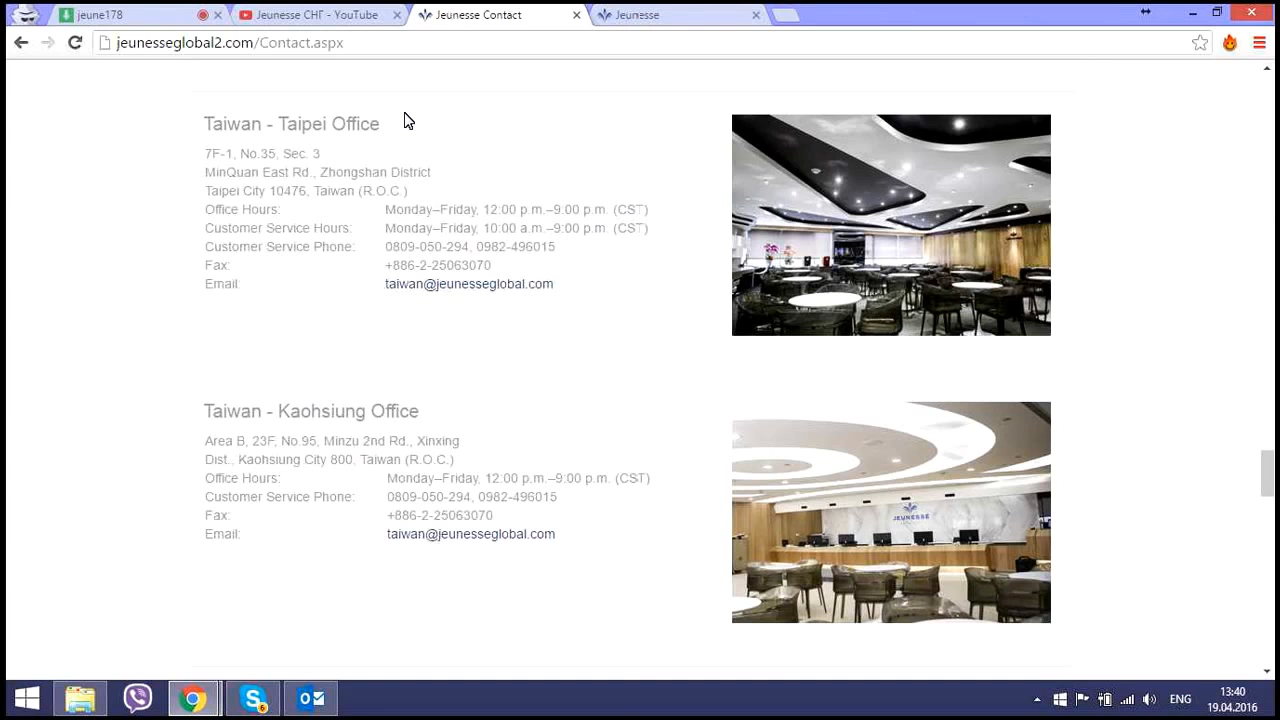 jeune178
Jeunesse СНГ - YouTube
Jeunesse Contact
Jeunesse
jeunesseglobal2.com/Contact.aspx
Taiwan - Taipei Office
7F-1, No.35, Sec. 3
MinQuan East Rd., Zhongshan District
Taipei City 10476, Taiwan (R.O.C.)
Office Hours: Monday–Friday, 12:00 p.m.–9:00 p.m. (CST)
Customer Service Hours: Monday–Friday, 10:00 a.m.–9:00 p.m. (CST)
Customer Service Phone: 0809-050-294, 0982-496015
Fax: +886-2-25063070
Email: taiwan@jeunesseglobal.com
Taiwan - Kaohsiung Office
Area B, 23F, No.95, Minzu 2nd Rd., Xinxing
Dist., Kaohsiung City 800, Taiwan (R.O.C.)
Office Hours: Monday–Friday, 12:00 p.m.–9:00 p.m. (CST)
Customer Service Phone: 0809-050-294, 0982-496015
Fax: +886-2-25063070
Email: taiwan@jeunesseglobal.com
JEUNESSE
6
ENG
13:40
19.04.2016